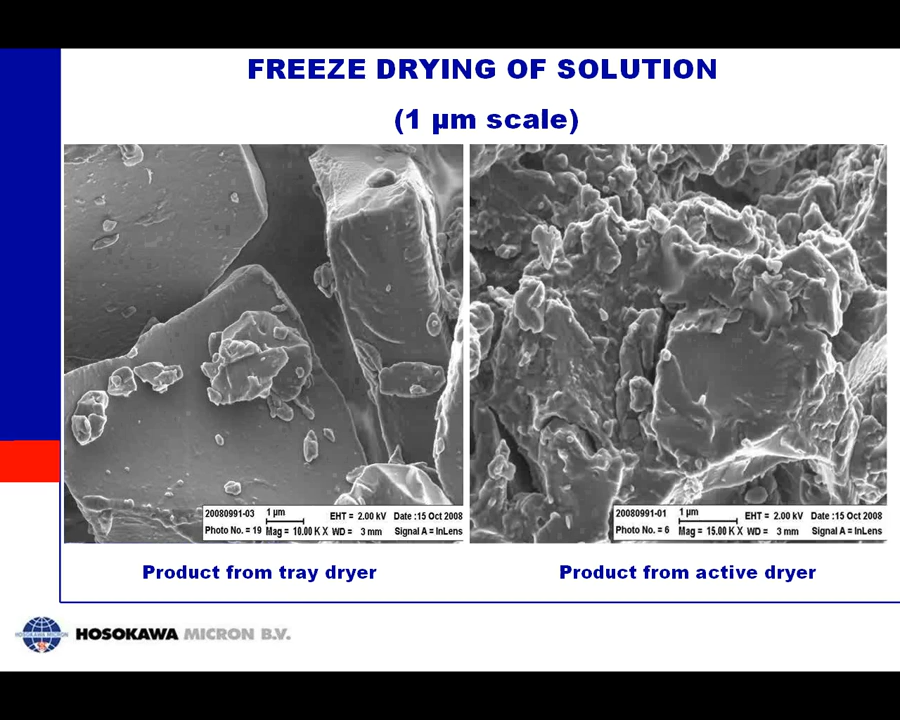 FREEZE DRYING OF SOLUTION
(1 µm scale)
20080991-03 1 µm EHT = 2.00 kV Date :15 Oct 2008
Photo No. = 19 Mag = 10.00 K X WD = 3 mm Signal A = InLens
20080991-01 1 µm EHT = 2.00 kV Date :15 Oct 2008
Photo No. = 6 Mag = 15.00 K X WD = 3 mm Signal A = InLens
Product from tray dryer
Product from active dryer
HOSOKAWA MICRON
HOSOKAWA MICRON B.V.